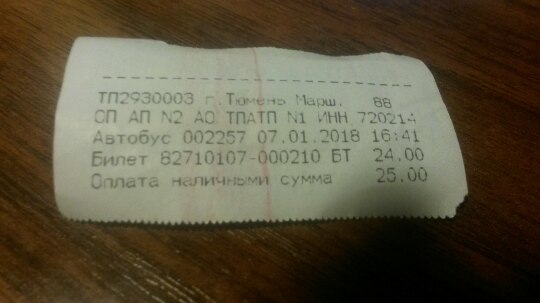 ТП2930003 г.Тюмень Марш. 88
ОП АП N2 АО ТПАТП N1 ИНН 720214
Автобус 002257 07.01.2018 16:41
Билет 82710107-000210 БТ 24.00
Оплата наличными сумма 25.00